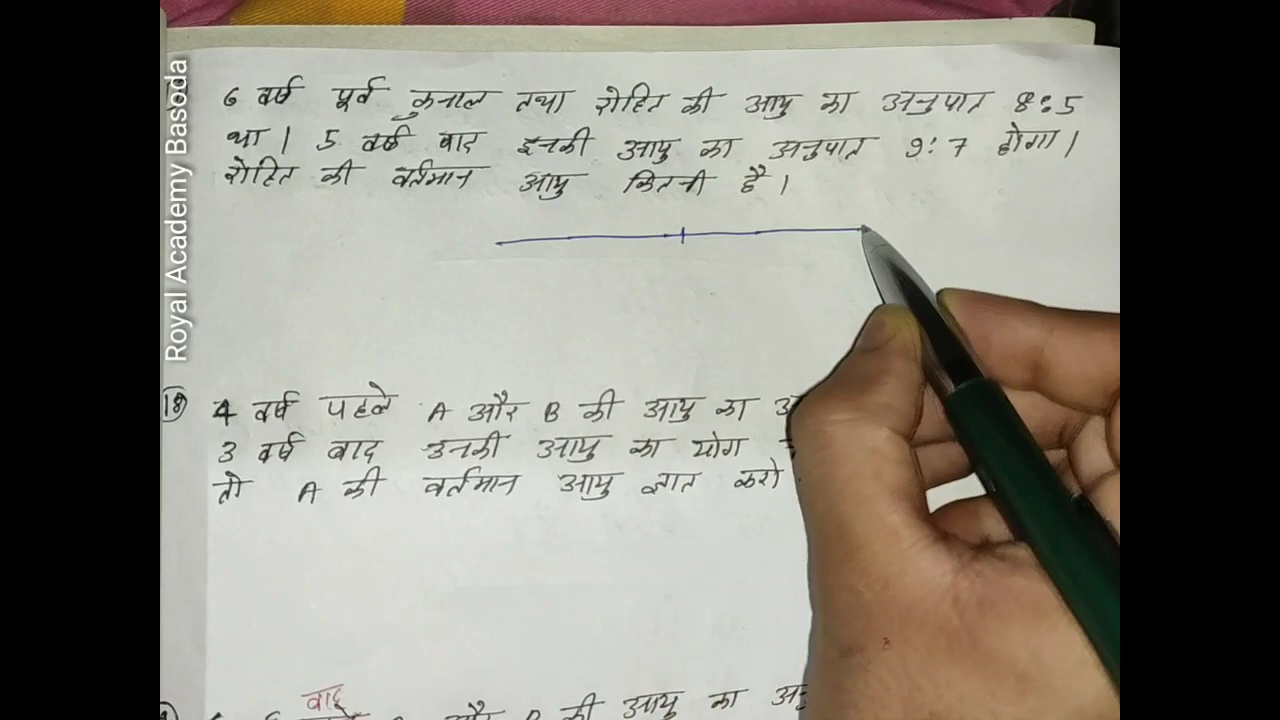 Royal Academy Basoda
6 वर्ष पूर्व कुनाल तथा रोहित की आयु का अनुपात 8:5
था। 5 वर्ष बाद इनकी आयु का अनुपात 9:7 होगा।
रोहित की वर्तमान आयु कितनी है।
18 4 वर्ष पहले A और B की आयु का
3 वर्ष बाद उनकी आयु का योग
तो A की वर्तमान आयु ज्ञात करो
बाद
की आयु का